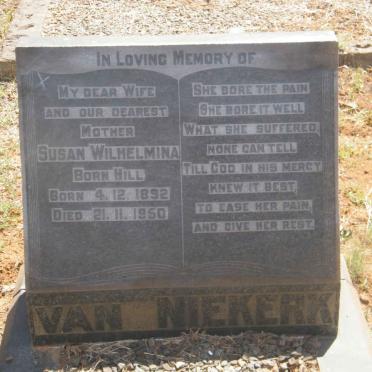 In Loving Memory of
My dear Wife
and our dearest
Mother
Susan Wilhelmina
Born Hill
Born 4.12.1892
Died 21.11.1950
She bore the pain
She bore it well
What she suffered,
none can tell
Till God in his mercy
knew it best,
to ease her pain,
and give her rest.
VAN NIEKERK